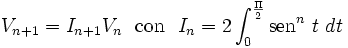 V_{n+1} = I_{n+1}V_n con I_n = 2 ∫_0^{Π/2} sen^n t dt